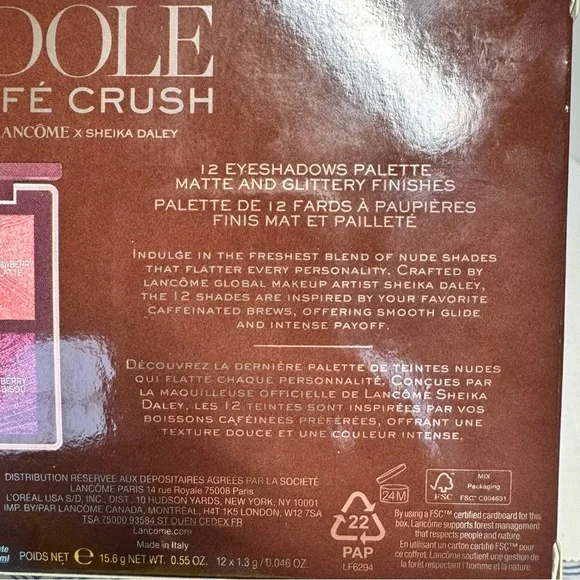 DOLE
FÉ CRUSH
LANCÔME X SHEIKA DALEY
12 EYESHADOWS PALETTE
MATTE AND GLITTERY FINISHES
PALETTE DE 12 FARDS À PAUPIÈRES
FINIS MAT ET PAILLETÉ
INDULGE IN THE FRESHEST BLEND OF NUDE SHADES
THAT FLATTER EVERY PERSONALITY. CRAFTED BY
LANCÔME GLOBAL MAKEUP ARTIST SHEIKA DALEY,
THE 12 SHADES ARE INSPIRED BY YOUR FAVORITE
CAFFEINATED BREWS, OFFERING SMOOTH GLIDE
AND INTENSE PAYOFF.
DÉCOUVREZ LA DERNIÈRE PALETTE DE TEINTES NUDES
QUI FLATTE CHAQUE PERSONNALITÉ. CONÇUES PAR
LA MAQUILLEUSE OFFICIELLE DE LANCÔME SHEIKA
DALEY, LES 12 TEINTES SONT INSPIRÉES PAR VOS
BOISSONS CAFÉINÉES PRÉFÉRÉES, OFFRANT UNE
TEXTURE DOUCE ET UNE COULEUR INTENSE.
AWBERRY
LATTE
BERRY
BISOU
DISTRIBUTION RÉSERVÉE AUX DÉPOSITAIRES AGRÉÉS PAR LA SOCIÉTÉ
LANCÔME PARIS 14 rue Royale 75008 Paris
L'ORÉAL USA S/D, INC., DIST. 10 HUDSON YARDS, NEW YORK, NY 10001
IMP. BY/PAR LANCÔME CANADA, MONTRÉAL, H4T 1K5 LONDON, W12 7SA
TSA 75000 93584 ST OUEN CEDEX FR
Lancome.com
Made in Italy
POIDS NET ℮ 15.6 g NET WT. 0.55 OZ. 12 x 1.3 g / 0.046 OZ.
24M
22
PAP
LF6294
FSC
MIX
Packaging
FSC® C004631
By using a FSC™ certified cardboard for this
box, Lancôme supports forest management
that respects people and nature.
En utilisant un carton certifié FSC™ pour
ce coffret, Lancôme soutient une gestion de
la forêt respectant l'homme et la nature.